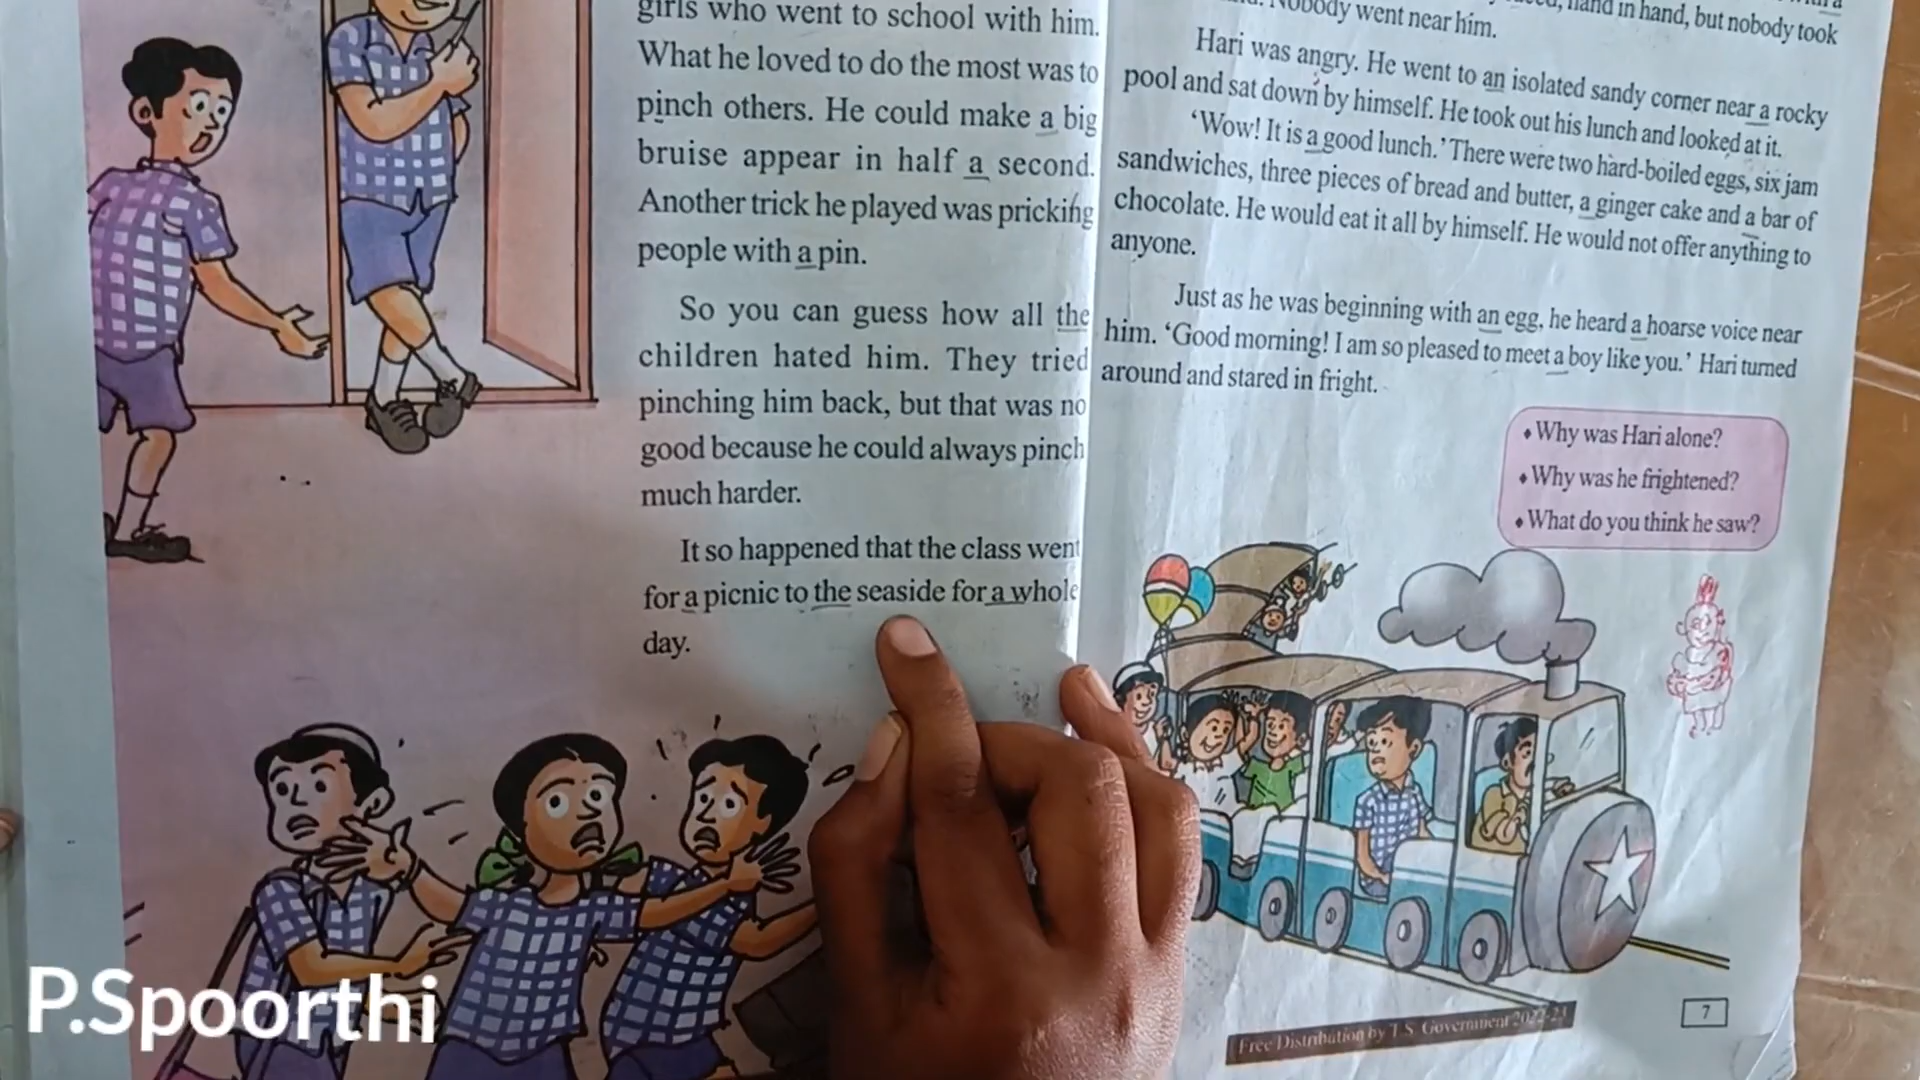 girls who went to school with him.
What he loved to do the most was to
pinch others. He could make a big
bruise appear in half a second.
Another trick he played was pricking
people with a pin.
So you can guess how all the
children hated him. They tried
pinching him back, but that was no
good because he could always pinch
much harder.
It so happened that the class went
for a picnic to the seaside for a whole
day.
hand in hand, but nobody took
Nobody went near him.
Hari was angry. He went to an isolated sandy corner near a rocky
pool and sat down by himself. He took out his lunch and looked at it.
‘Wow! It is a good lunch.’ There were two hard-boiled eggs, six jam
sandwiches, three pieces of bread and butter, a ginger cake and a bar of
chocolate. He would eat it all by himself. He would not offer anything to
anyone.
Just as he was beginning with an egg, he heard a hoarse voice near
him. ‘Good morning! I am so pleased to meet a boy like you.’ Hari turned
around and stared in fright.
• Why was Hari alone?
• Why was he frightened?
• What do you think he saw?
7
Free Distribution by T.S. Government 2022-23
P.Spoorthi